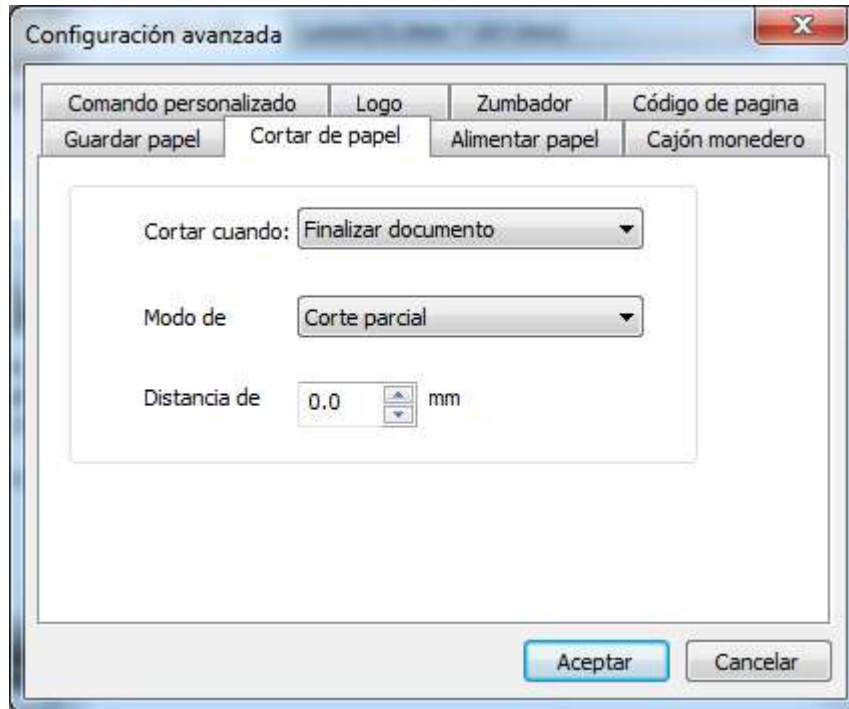 Configuración avanzada
Comando personalizado Logo Zumbador Código de pagina
Guardar papel Cortar de papel Alimentar papel Cajón monedero
Cortar cuando: Finalizar documento
Modo de Corte parcial
Distancia de 0.0 mm
Aceptar Cancelar